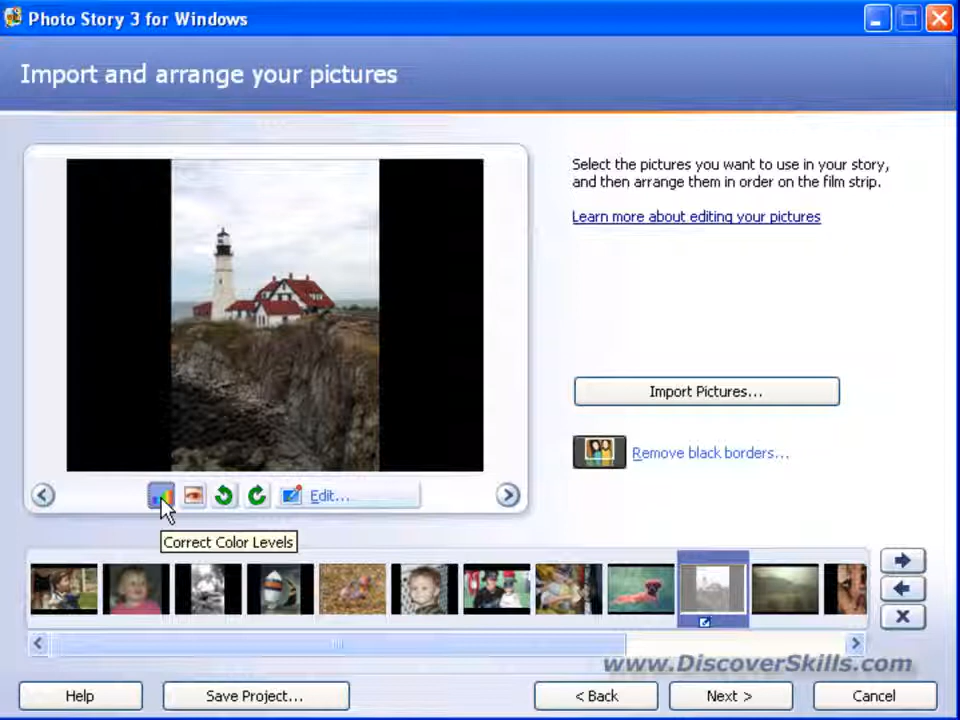 Photo Story 3 for Windows
Import and arrange your pictures
Select the pictures you want to use in your story,
and then arrange them in order on the film strip.
Learn more about editing your pictures
Import Pictures...
Remove black borders...
Edit...
Correct Color Levels
www.DiscoverSkills.com
Help
Save Project...
< Back
Next >
Cancel